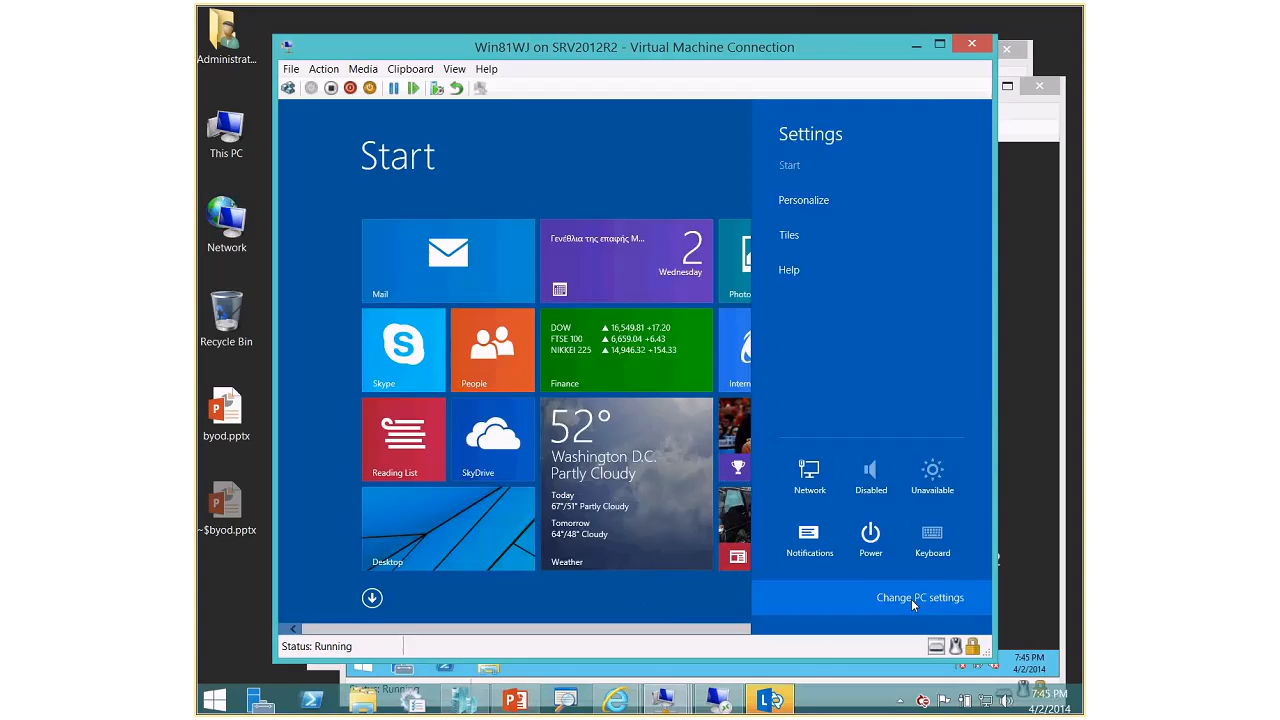 Administrat...
This PC
Network
Recycle Bin
byod.pptx
~$byod.pptx
Win81WJ on SRV2012R2 - Virtual Machine Connection
File Action Media Clipboard View Help
Start
Mail
Γενέθλια της επαφής Μ...
2
Wednesday
Photo
Skype
People
DOW ▲ 16,549.81 +17.20
FTSE 100 ▲ 6,659.04 +6.43
NIKKEI 225 ▲ 14,946.32 +154.33
Finance
Intern
Reading List
SkyDrive
52°
Washington D.C.
Partly Cloudy
Today
67°/51° Partly Cloudy
Tomorrow
64°/48° Cloudy
Weather
Desktop
Settings
Start
Personalize
Tiles
Help
Network
Disabled
Unavailable
Notifications
Power
Keyboard
Change PC settings
Status: Running
7:45 PM
4/2/2014
Status: Running
7:45 PM
4/2/2014